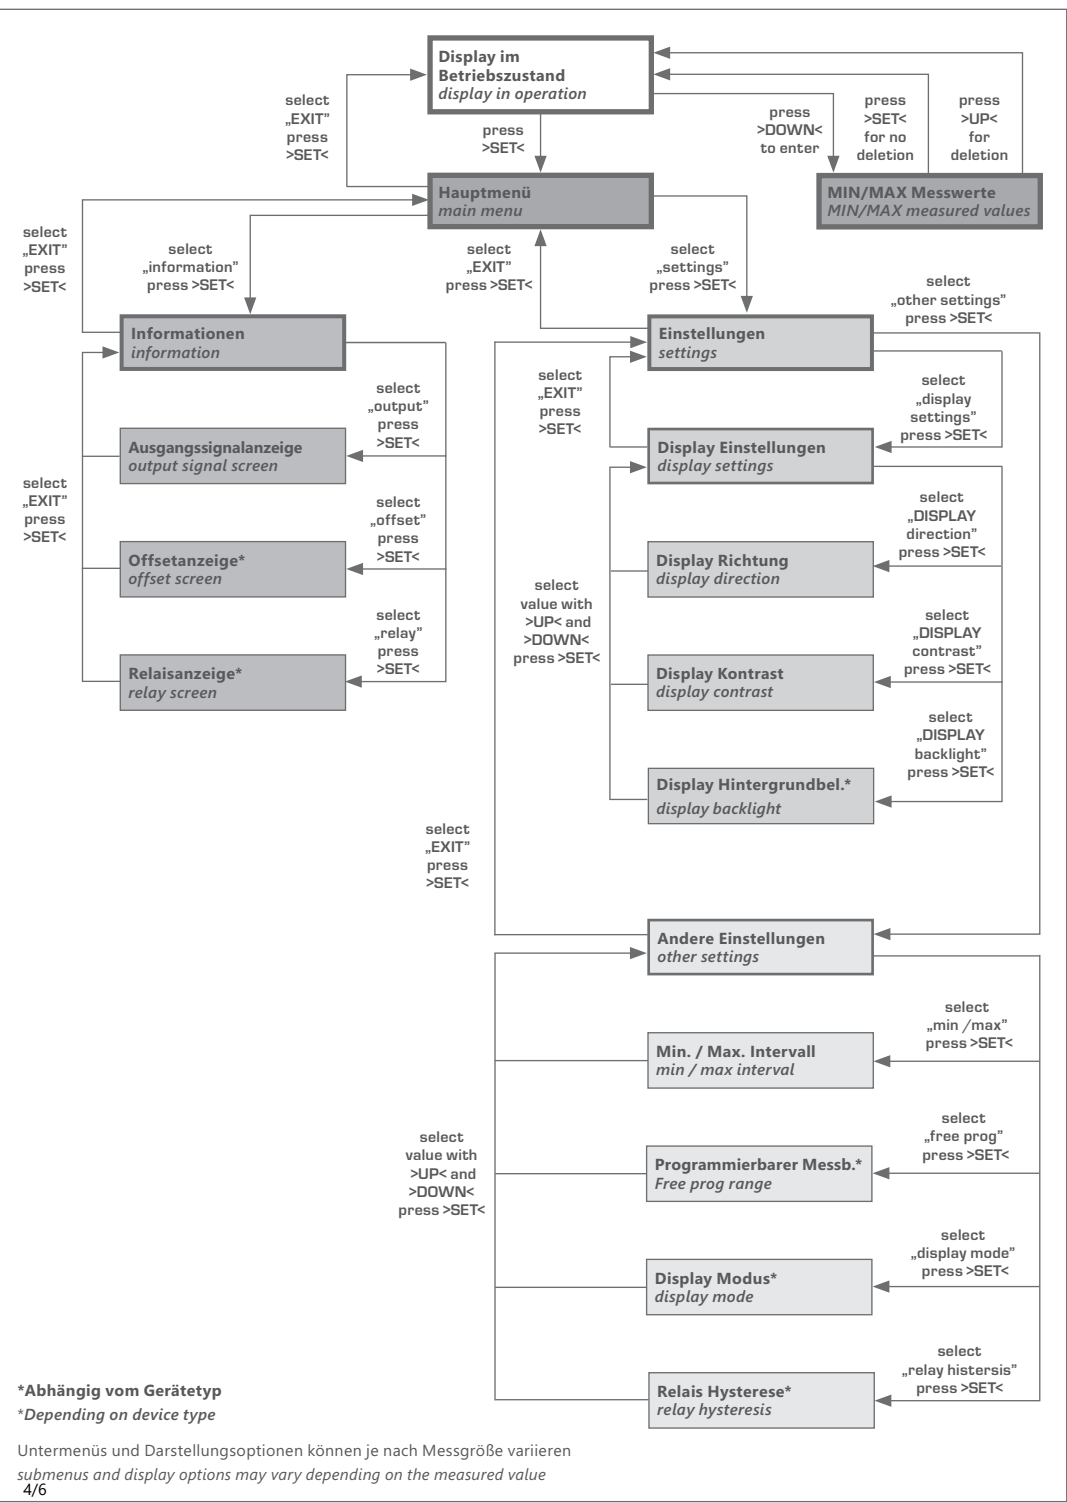 Display im
Betriebszustand
display in operation
select
„EXIT”
press
>SET<
press
>SET<
press
>DOWN<
to enter
press
>SET<
for no
deletion
press
>UP<
for
deletion
Hauptmenü
main menu
MIN/MAX Messwerte
MIN/MAX measured values
select
„EXIT”
press
>SET<
select
„information”
press >SET<
select
„EXIT”
press >SET<
select
„settings”
press >SET<
select
„other settings”
press >SET<
Informationen
information
Einstellungen
settings
select
„output”
press
>SET<
select
„EXIT”
press
>SET<
select
„display
settings”
press >SET<
Ausgangssignalanzeige
output signal screen
Display Einstellungen
display settings
select
„EXIT”
press
>SET<
select
„offset”
press
>SET<
select
„DISPLAY
direction”
press >SET<
Offsetanzeige*
offset screen
Display Richtung
display direction
select
value with
>UP< and
>DOWN<
press >SET<
select
„relay”
press
>SET<
select
„DISPLAY
contrast”
press >SET<
Relaisanzeige*
relay screen
Display Kontrast
display contrast
select
„DISPLAY
backlight”
press >SET<
Display Hintergrundbel.*
display backlight
select
„EXIT”
press
>SET<
Andere Einstellungen
other settings
select
„min /max”
press >SET<
Min. / Max. Intervall
min / max interval
select
„free prog”
press >SET<
select
value with
>UP< and
>DOWN<
press >SET<
Programmierbarer Messb.*
Free prog range
select
„display mode”
press >SET<
Display Modus*
display mode
select
„relay histersis”
press >SET<
Relais Hysterese*
relay hysteresis
*Abhängig vom Gerätetyp
*Depending on device type
Untermenüs und Darstellungsoptionen können je nach Messgröße variieren
submenus and display options may vary depending on the measured value
4/6